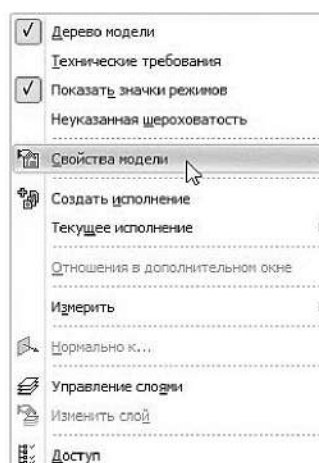 Дерево модели
Технические требования
Показать значки режимов
Неуказанная шероховатость
Свойства модели
Создать исполнение
Текущее исполнение
Отношения в дополнительном окне
Измерить
Нормально к...
Управление слоями
Изменить слой
Доступ